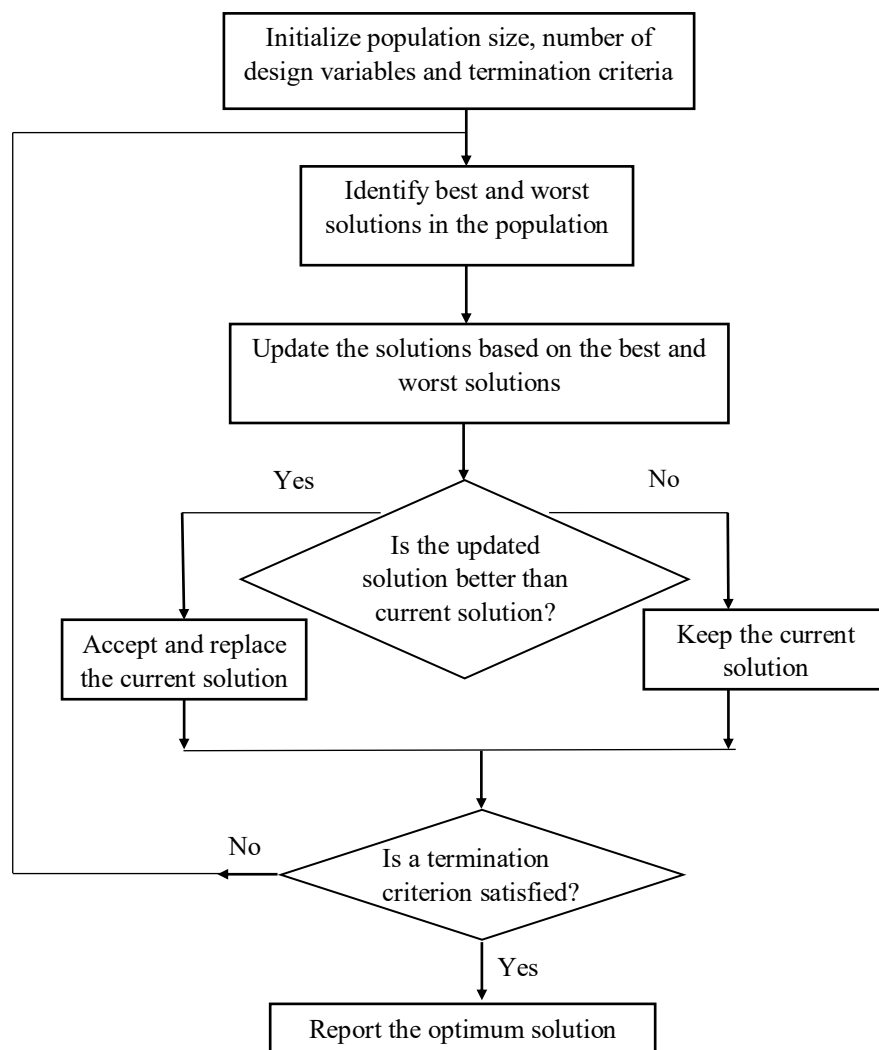 Initialize population size, number of
design variables and termination criteria
Identify best and worst
solutions in the population
Update the solutions based on the best and
worst solutions
Yes
No
Is the updated
solution better than
current solution?
Accept and replace
the current solution
Keep the current
solution
No
Is a termination
criterion satisfied?
Yes
Report the optimum solution